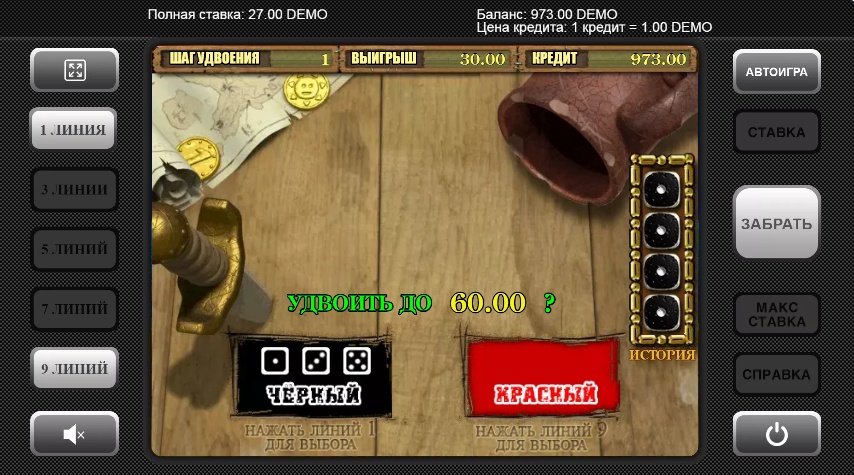 Полная ставка: 27.00 DEMO
Баланс: 973.00 DEMO
Цена кредита: 1 кредит = 1.00 DEMO
ШАГ УДВОЕНИЯ 1
ВЫИГРЫШ 30.00
КРЕДИТ 973.00
1 ЛИНИЯ
3 ЛИНИИ
5 ЛИНИЙ
7 ЛИНИЙ
9 ЛИПИЙ
АВТОИГРА
СТАВКА
ЗАБРАТЬ
МАКС
СТАВКА
СПРАВКА
УДВОИТЬ ДО 60.00 ?
ИСТОРИЯ
ЧЁРНЫЙ
КРАСНЫЙ
НАЖАТЬ ЛИНИЙ 1
ДЛЯ ВЫБОРА
НАЖАТЬ ЛИНИЙ 9
ДЛЯ ВЫБОРА